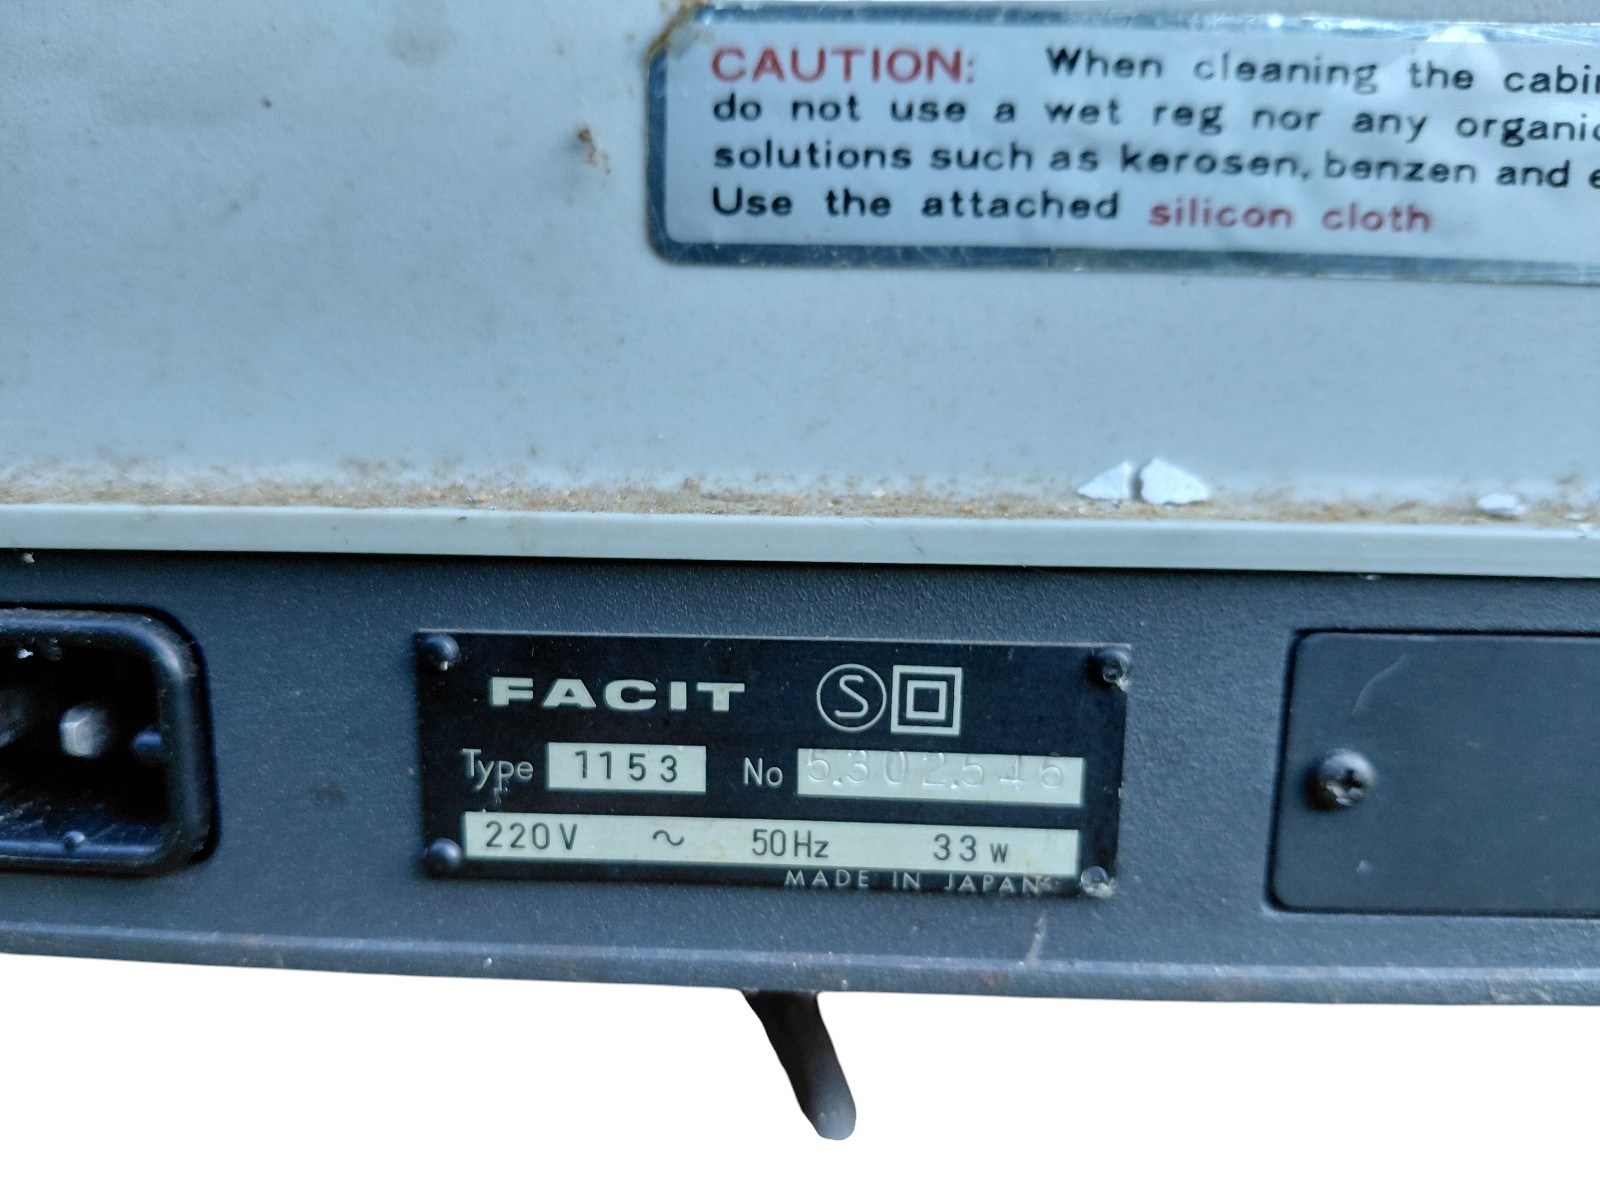 CAUTION: When cleaning the cabi
do not use a wet reg nor any organic
solutions such as kerosen, benzen and e
Use the attached silicon cloth
FACIT S
Type 1153 No 5302546
220V ~ 50Hz 33W
MADE IN JAPAN